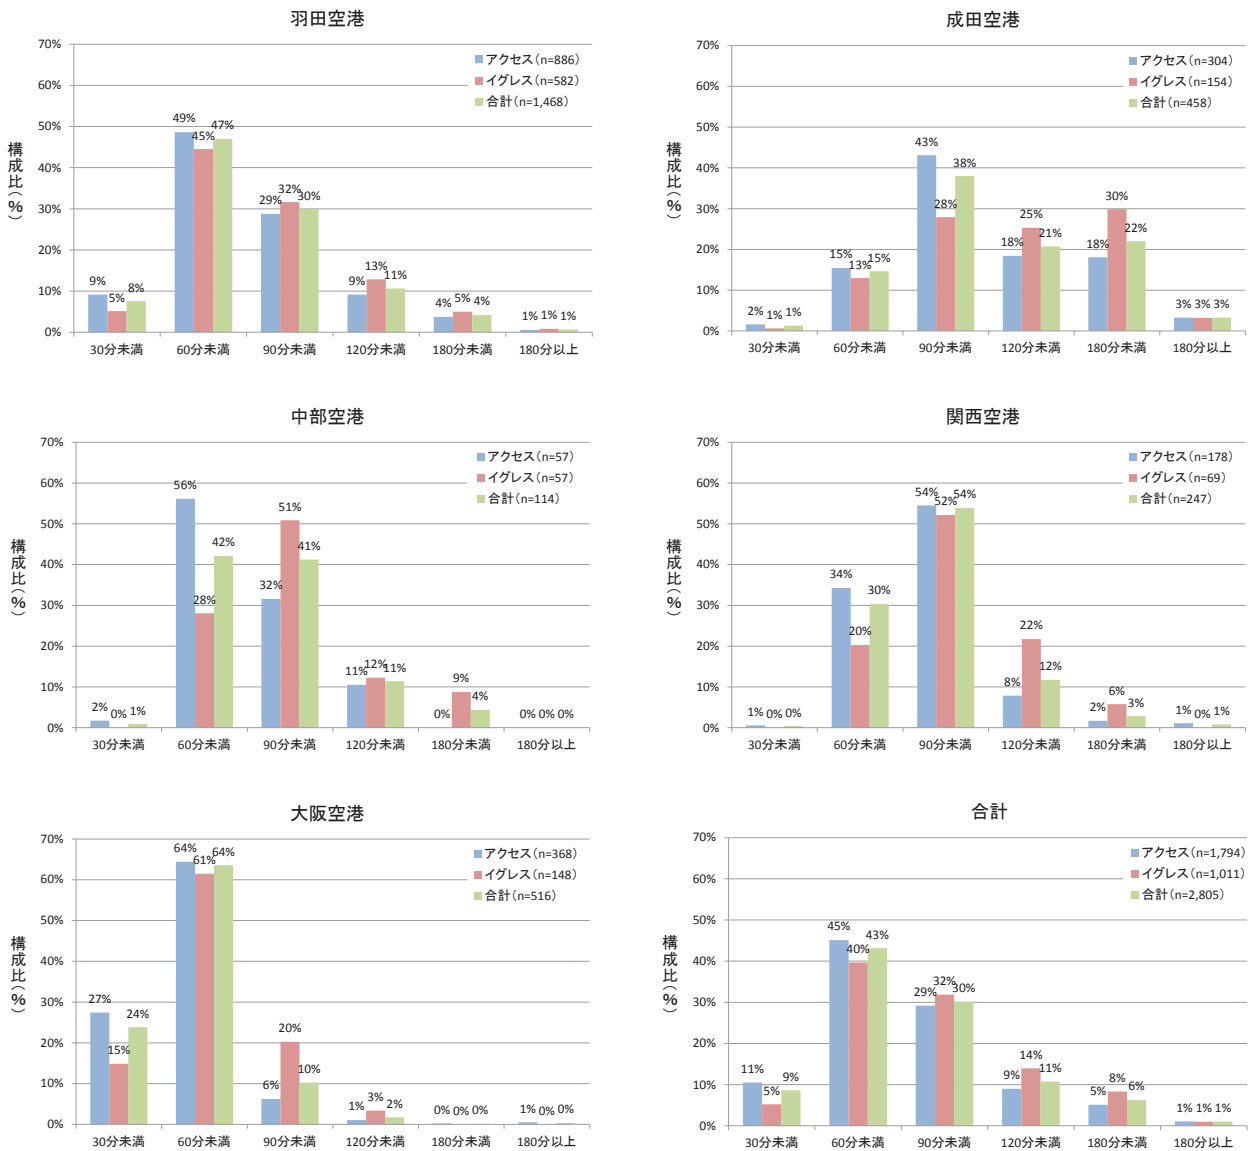 羽田空港
70%
60%
50%
40%
30%
20%
10%
0%
構成比(%)
アクセス(n=886)
イグレス(n=582)
合計(n=1,468)
9% 5% 8%
49% 45% 47%
29% 32% 30%
9% 13% 11%
4% 5% 4%
1% 1% 1%
30分未満 60分未満 90分未満 120分未満 180分未満 180分以上
成田空港
70%
60%
50%
40%
30%
20%
10%
0%
構成比(%)
アクセス(n=304)
イグレス(n=154)
合計(n=458)
2% 1% 1%
15% 13% 15%
43% 28% 38%
18% 25% 21%
18% 30% 22%
3% 3% 3%
30分未満 60分未満 90分未満 120分未満 180分未満 180分以上
中部空港
70%
60%
50%
40%
30%
20%
10%
0%
構成比(%)
アクセス(n=57)
イグレス(n=57)
合計(n=114)
2% 0% 1%
56% 28% 42%
32% 51% 41%
11% 12% 11%
0% 9% 4%
0% 0% 0%
30分未満 60分未満 90分未満 120分未満 180分未満 180分以上
関西空港
70%
60%
50%
40%
30%
20%
10%
0%
構成比(%)
アクセス(n=178)
イグレス(n=69)
合計(n=247)
1% 0% 0%
34% 20% 30%
54% 52% 54%
8% 22% 12%
2% 6% 3%
1% 0% 1%
30分未満 60分未満 90分未満 120分未満 180分未満 180分以上
大阪空港
70%
60%
50%
40%
30%
20%
10%
0%
構成比(%)
アクセス(n=368)
イグレス(n=148)
合計(n=516)
27% 15% 24%
64% 61% 64%
6% 20% 10%
1% 3% 2%
0% 0% 0%
1% 0% 0%
30分未満 60分未満 90分未満 120分未満 180分未満 180分以上
合計
70%
60%
50%
40%
30%
20%
10%
0%
構成比(%)
アクセス(n=1,794)
イグレス(n=1,011)
合計(n=2,805)
11% 5% 9%
45% 40% 43%
29% 32% 30%
9% 14% 11%
5% 8% 6%
1% 1% 1%
30分未満 60分未満 90分未満 120分未満 180分未満 180分以上